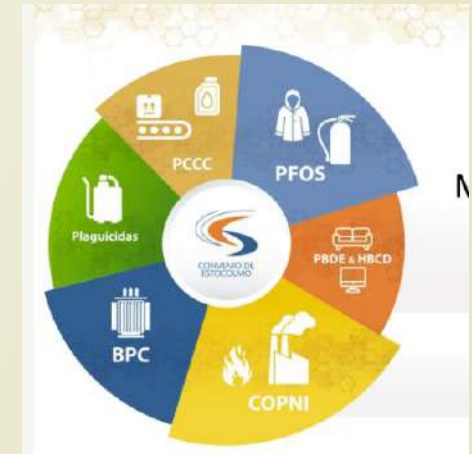 PCCC
PFOS
Plaguicidas
CONVENIO DE
ESTOCOLMO
PBDE & HBCD
BPC
COPNI